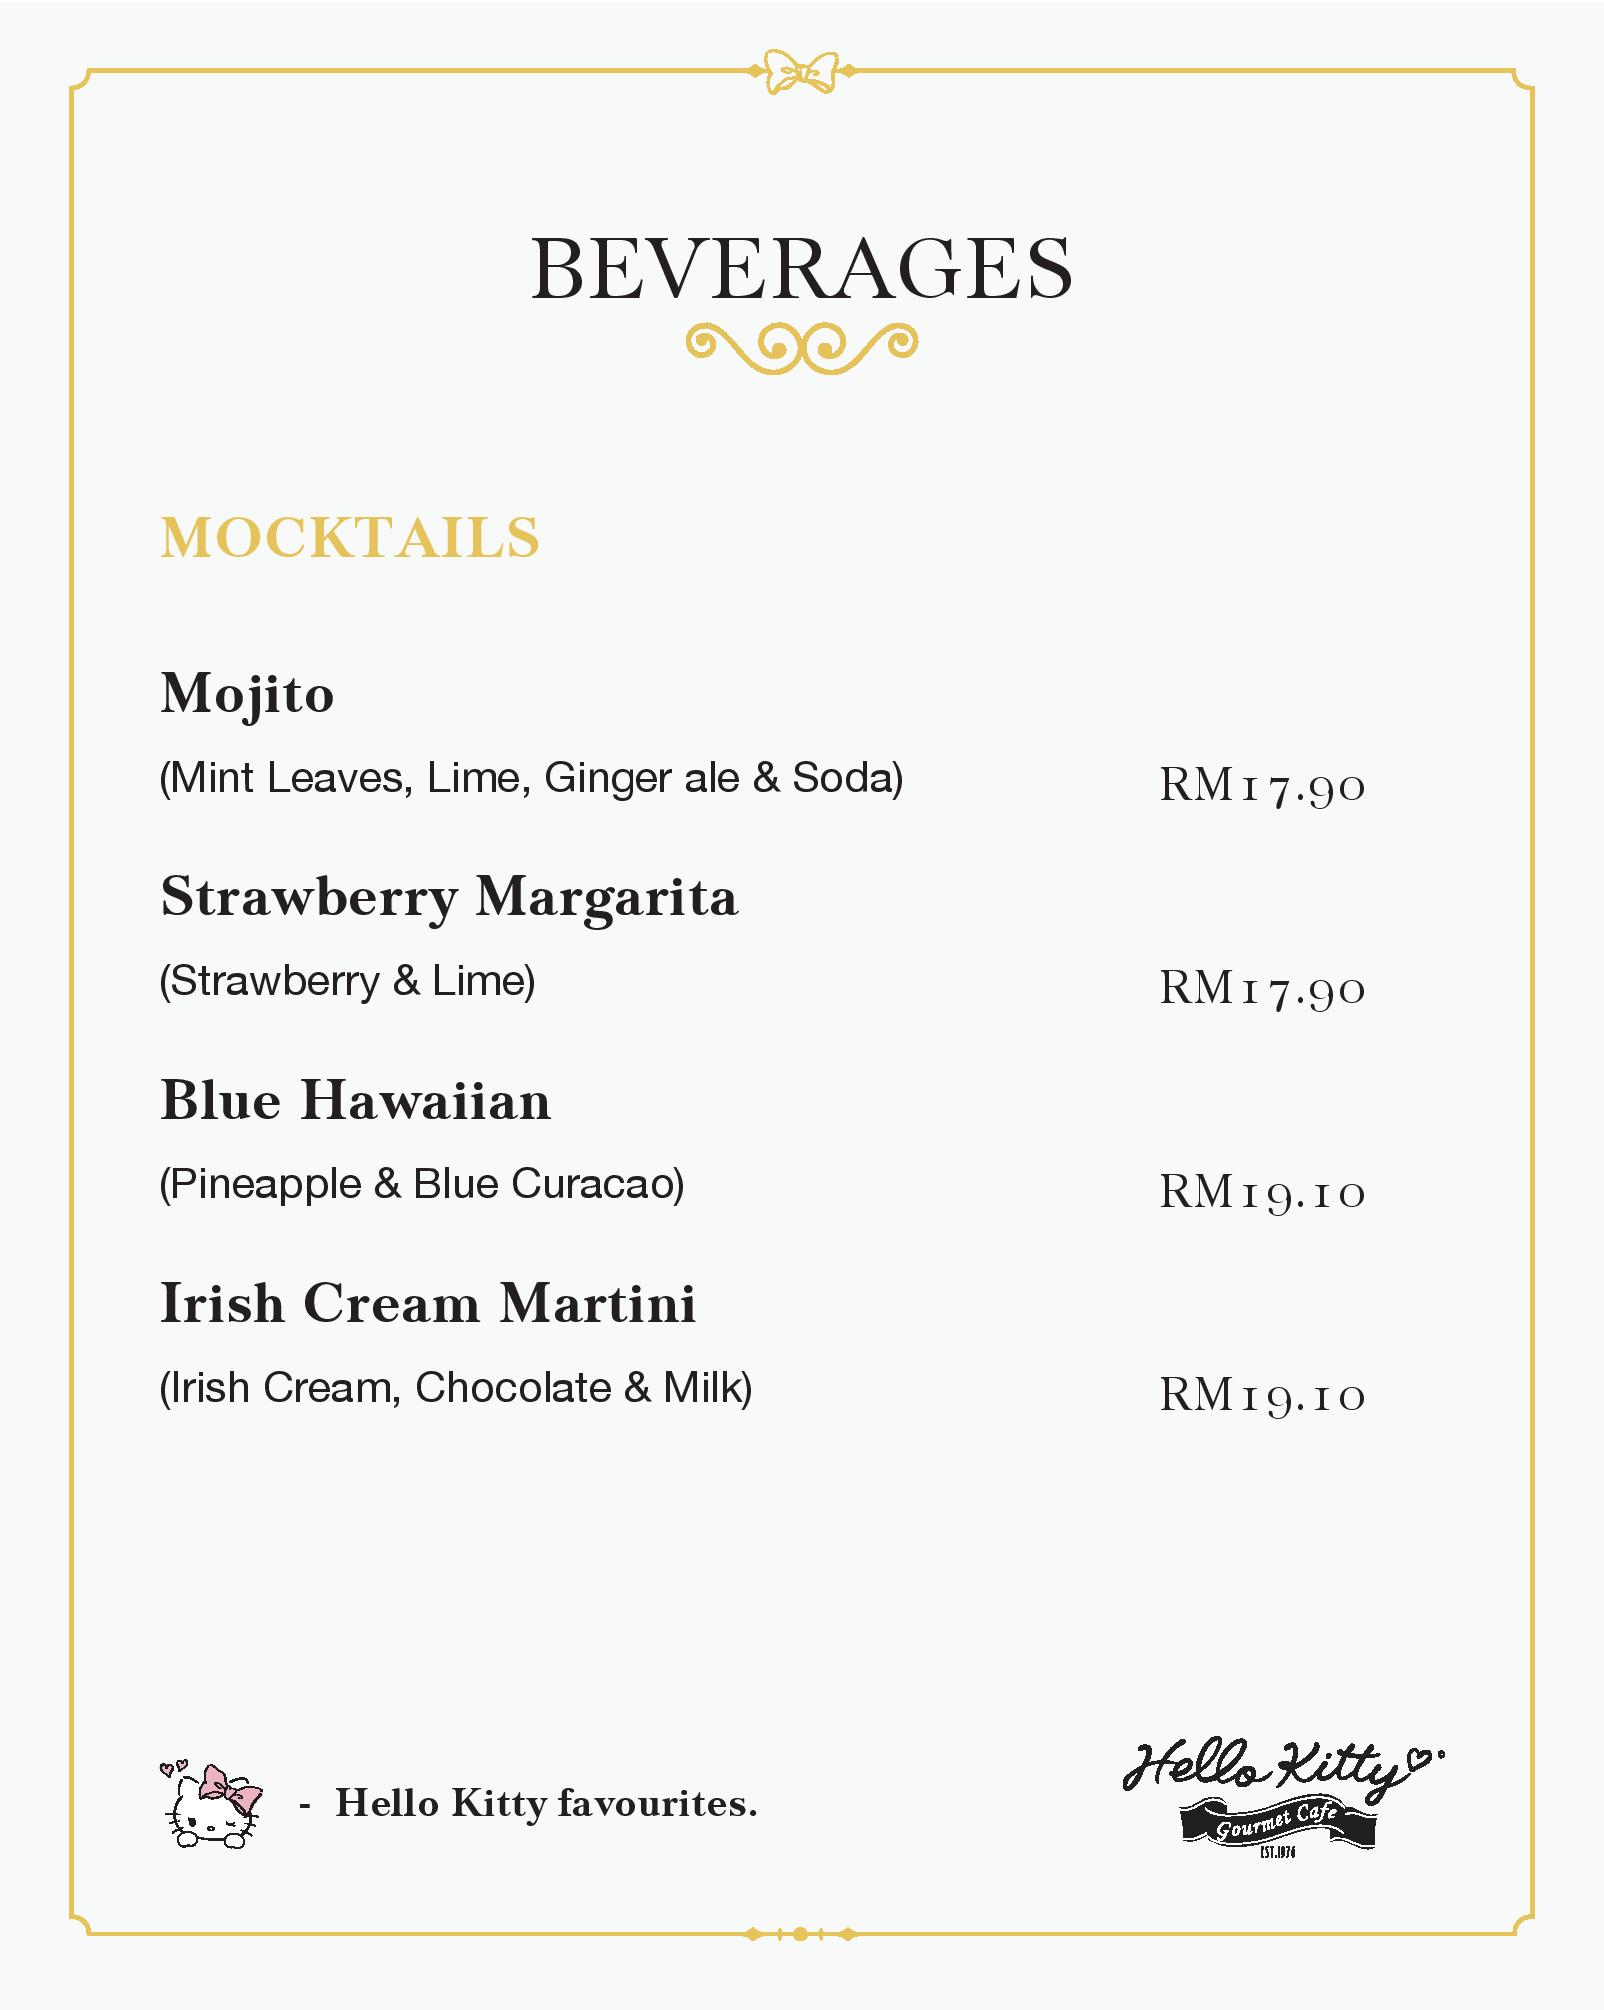 BEVERAGES
MOCKTAILS
Mojito
(Mint Leaves, Lime, Ginger ale & Soda) RM17.90
Strawberry Margarita
(Strawberry & Lime) RM17.90
Blue Hawaiian
(Pineapple & Blue Curacao) RM19.10
Irish Cream Martini
(Irish Cream, Chocolate & Milk) RM19.10
- Hello Kitty favourites.
Hello Kitty
Gourmet Cafe
EST.1976